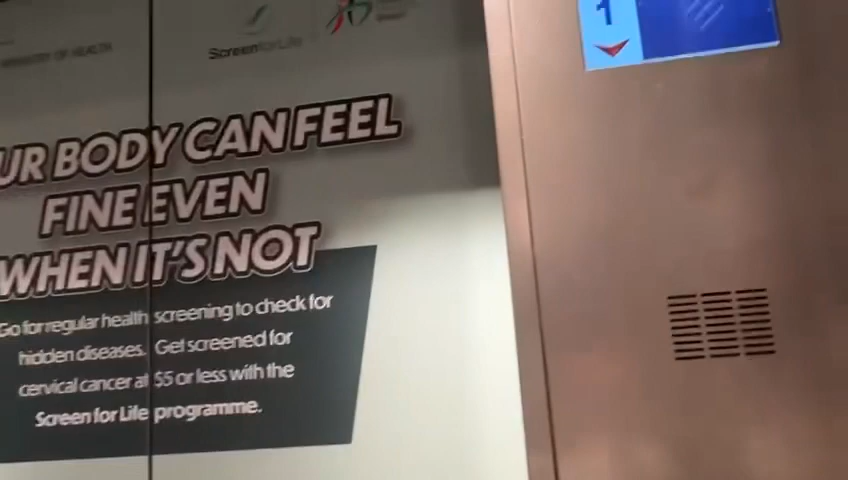 MINISTRY OF HEALTH
Screen for Life
1
UR BODY CAN FEEL
FINE EVEN
WHEN IT'S NOT
Go for regular health screening to check for
hidden diseases. Get screened for
cervical cancer at $5 or less with the
Screen for Life programme.